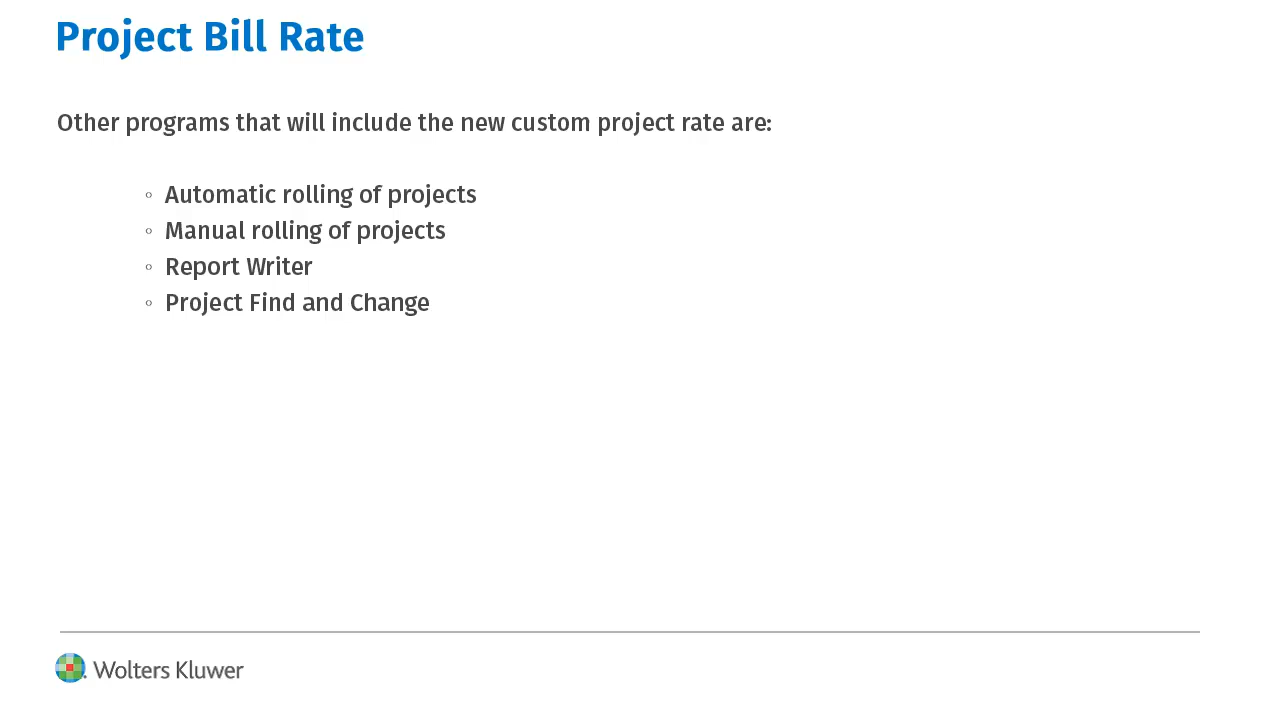 Project Bill Rate
Other programs that will include the new custom project rate are:
◦ Automatic rolling of projects
◦ Manual rolling of projects
◦ Report Writer
◦ Project Find and Change
Wolters Kluwer